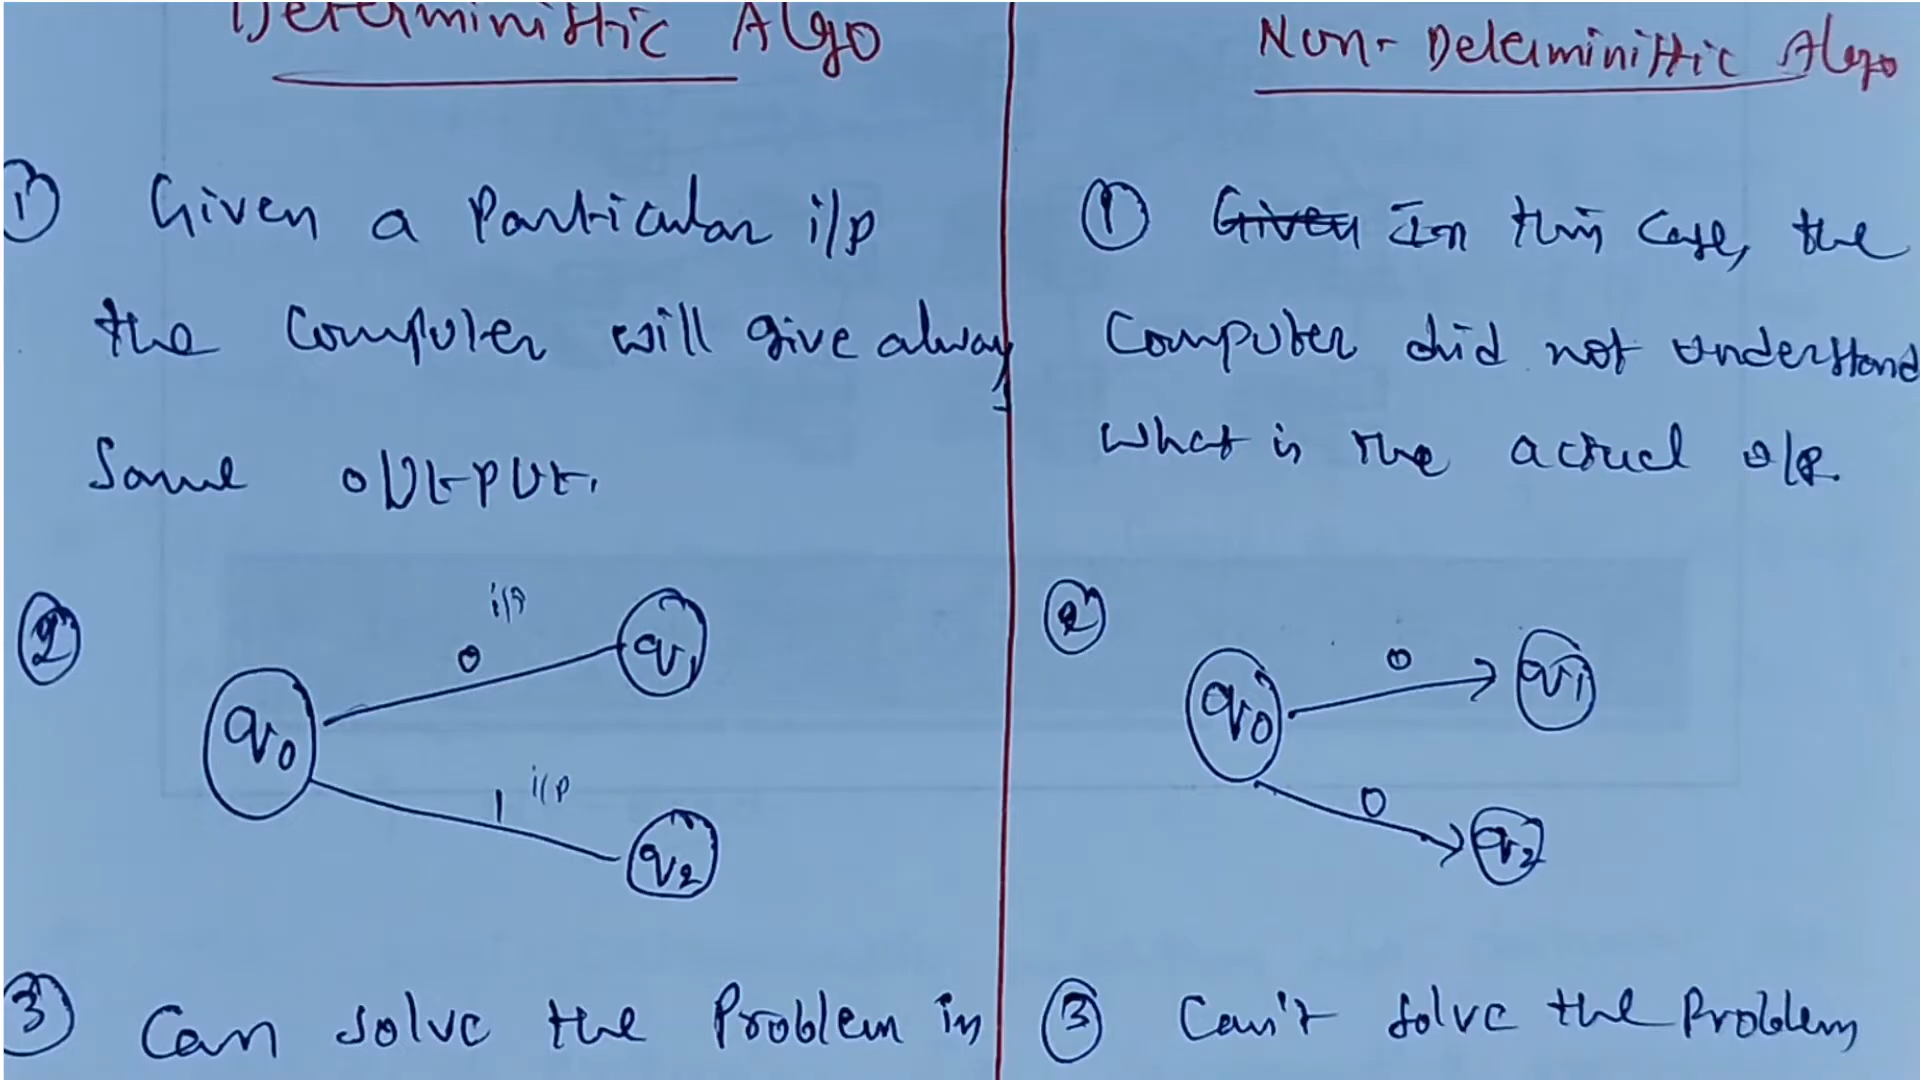 Deterministic Algo
① Given a Particular i/p
the Computer will give always
Same output.
②
i/p
0
q1
q0
1 i/p
q2
③ Can solve the Problem in
Non-Deterministic Algo
① Given In this Case, the
Computer did not understand
what is the actual o/p.
②
0
q1
q0
0
q2
③ Can't solve the Problem